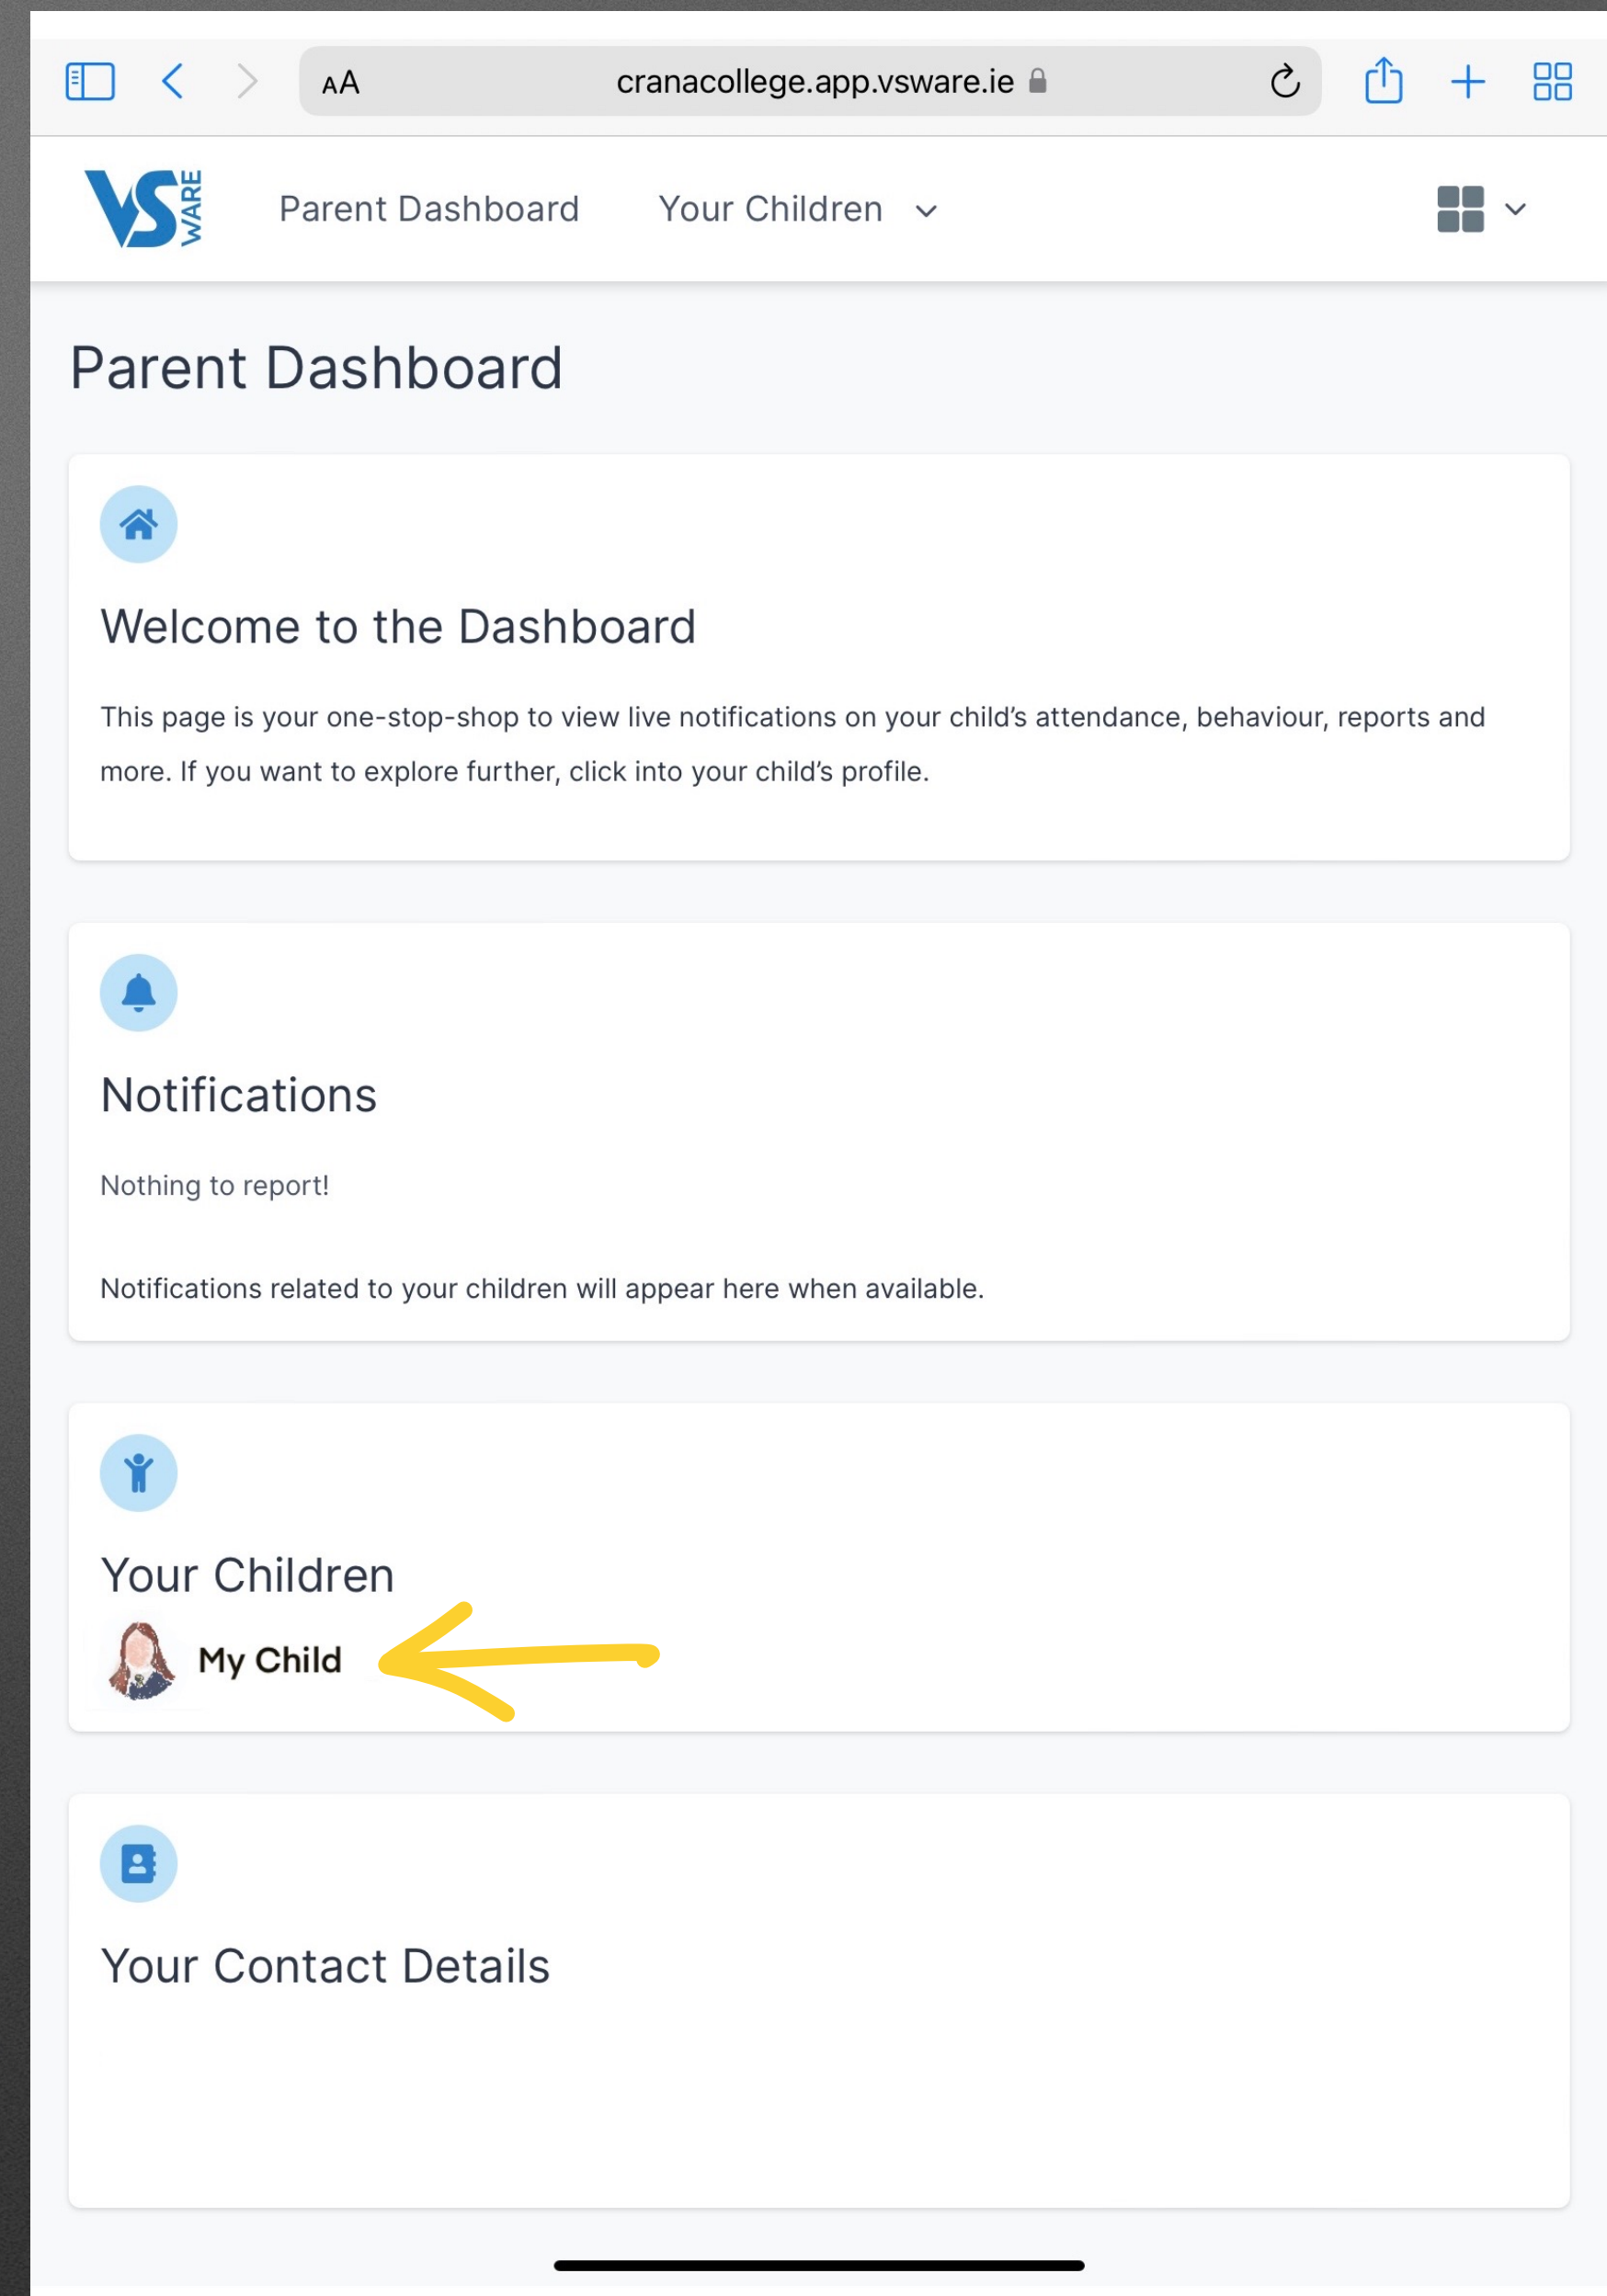 AA cranacollege.app.vsware.ie
VSWARE Parent Dashboard Your Children
Parent Dashboard
Welcome to the Dashboard
This page is your one-stop-shop to view live notifications on your child's attendance, behaviour, reports and
more. If you want to explore further, click into your child's profile.
Notifications
Nothing to report!
Notifications related to your children will appear here when available.
Your Children
My Child
Your Contact Details